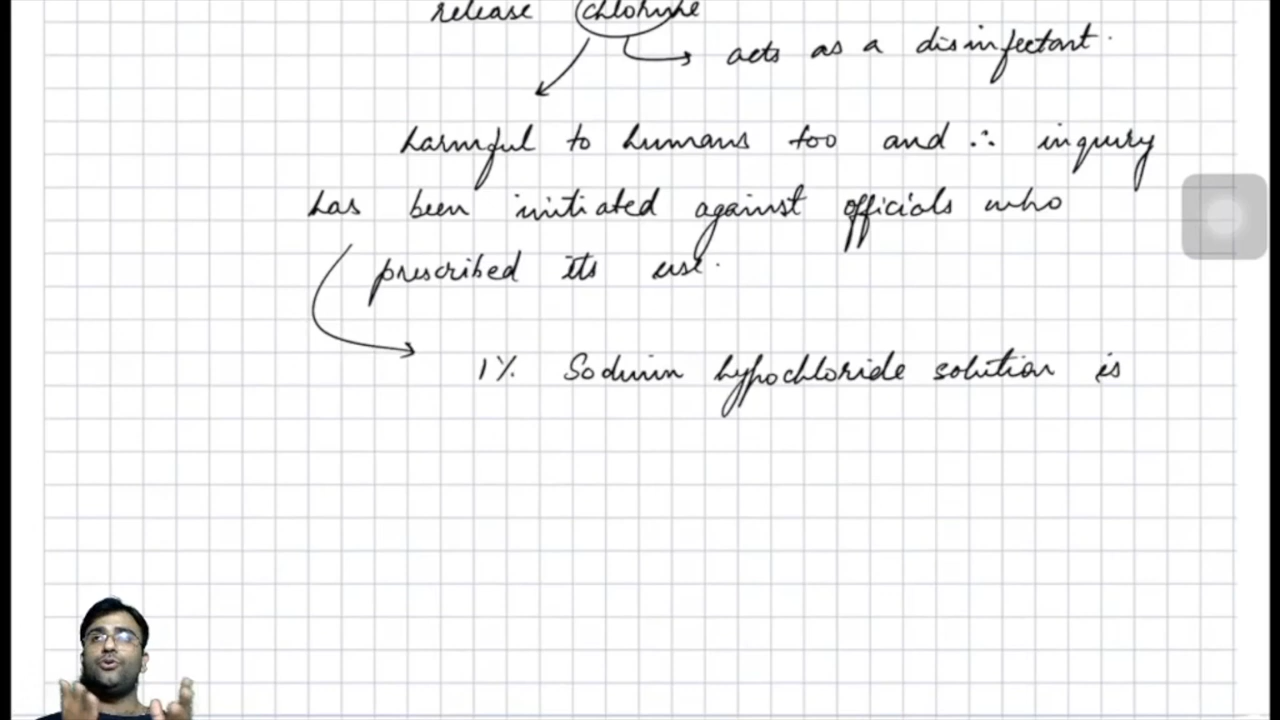 release chlorine
acts as a disinfectant.
harmful to humans too and ∴ inquiry
has been initiated against officials who
prescribed its use.
1% Sodium hypochloride solution is